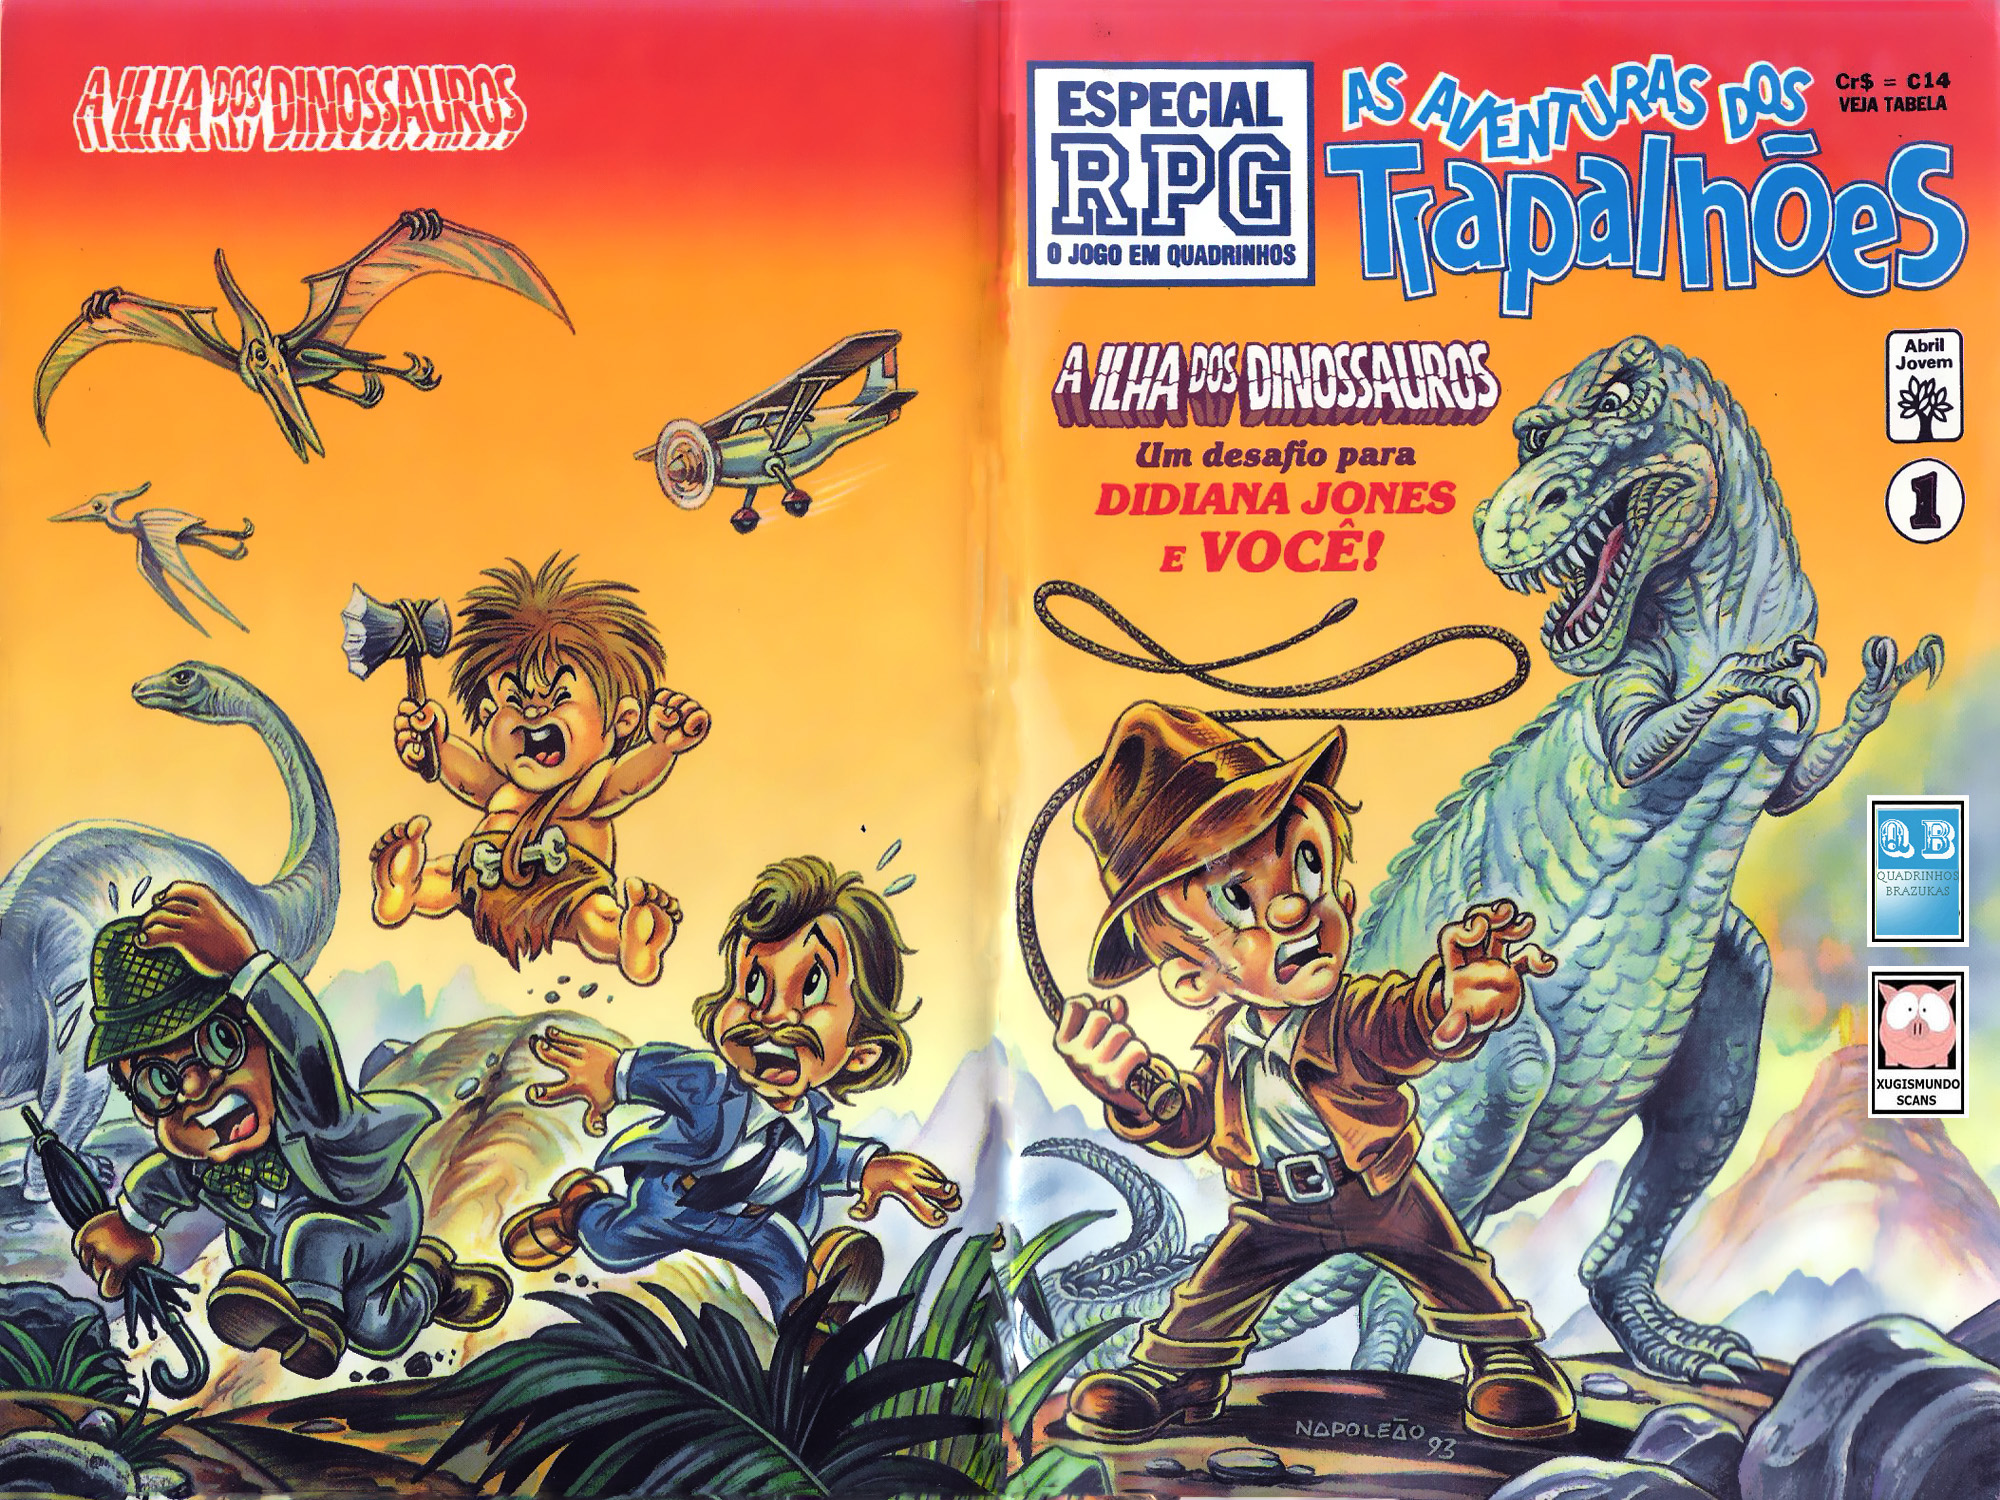 A ILHA DOS DINOSSAUROS
ESPECIAL
RPG
O JOGO EM QUADRINHOS
AS AVENTURAS DOS
TrapalhõeS
Cr$ = C14
VEJA TABELA
Abril
Jovem
1
A ILHA DOS DINOSSAUROS
Um desafio para
DIDIANA JONES
E VOCÊ!
QB
QUADRINHOS
BRAZUKAS
XUGISMUNDO
SCANS
NAPOLEÃO
93